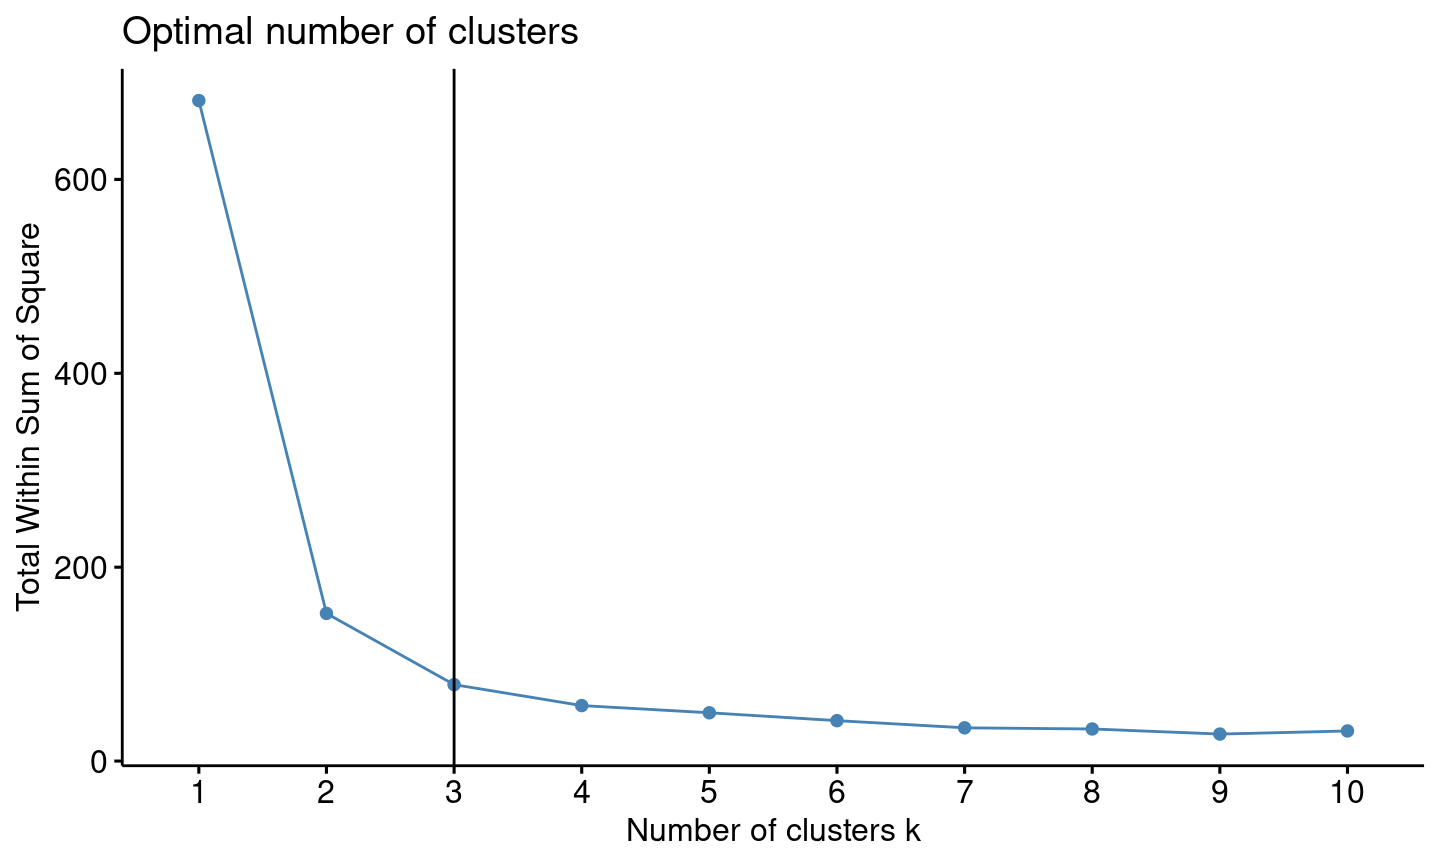 Optimal number of clusters
Total Within Sum of Square
600
400
200
0
1 2 3 4 5 6 7 8 9 10
Number of clusters k